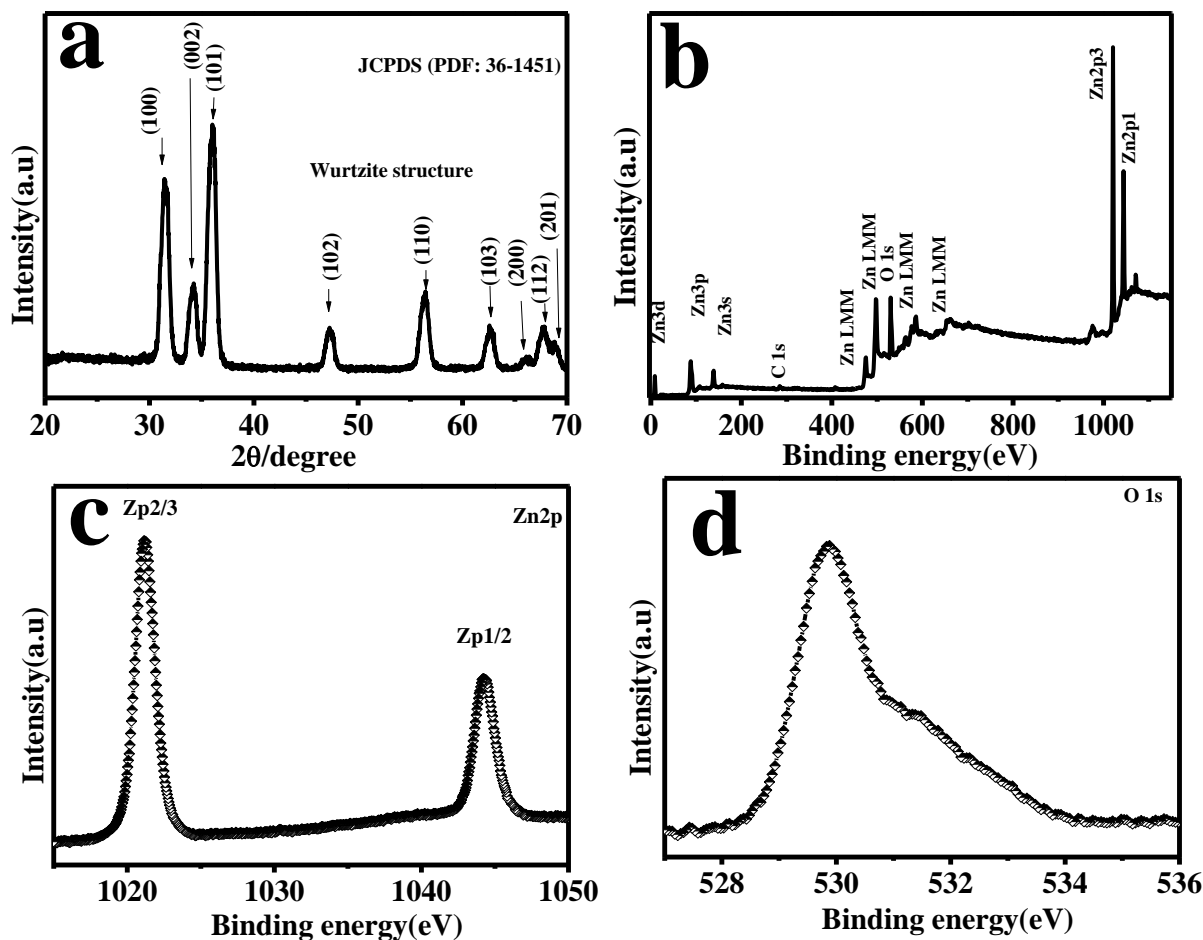 a
JCPDS (PDF: 36-1451)
Wurtzite structure
(100)
(002)
(101)
(102)
(110)
(103)
(200)
(112)
(201)
Intensity(a.u)
20 30 40 50 60 70
2θ/degree
b
Zn3d
Zn3p
Zn3s
C 1s
Zn LMM
Zn LMM
O 1s
Zn LMM
Zn LMM
Zn2p3
Zn2p1
Intensity(a.u)
0 200 400 600 800 1000
Binding energy(eV)
c
Zp2/3
Zn2p
Zp1/2
Intensity(a.u)
1020 1030 1040 1050
Binding energy(eV)
d
O 1s
Intensity(a.u)
528 530 532 534 536
Binding energy(eV)